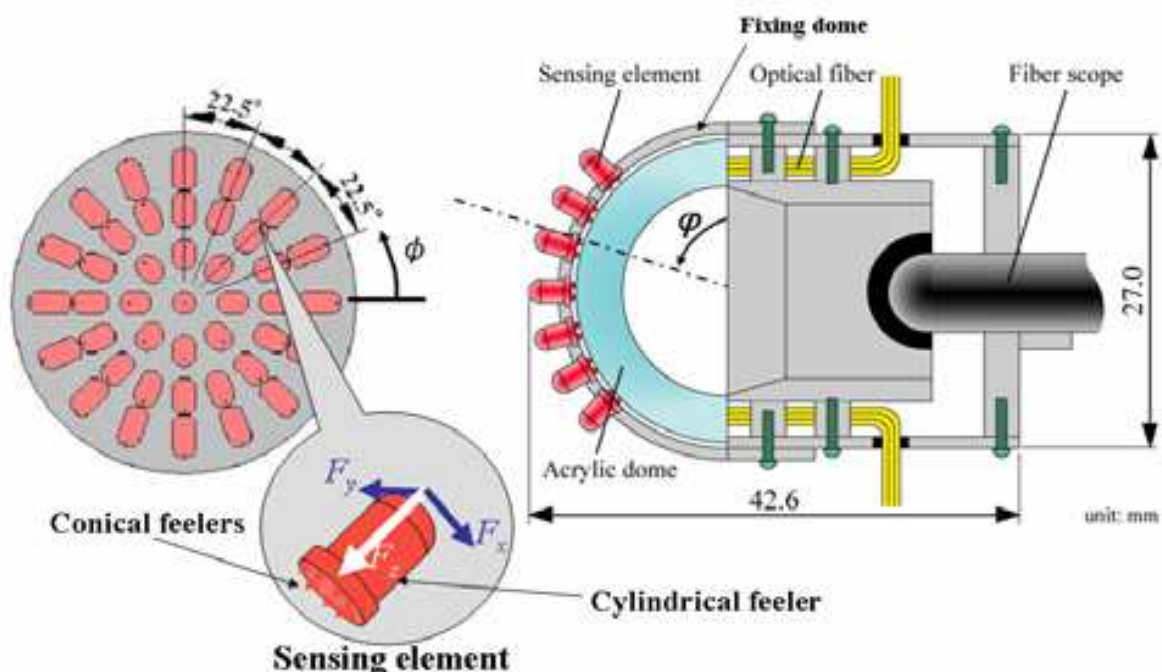 Fixing dome
Sensing element
Optical fiber
Fiber scope
22.5°
22.5°
ϕ
φ
27.0
Acrylic dome
42.6
unit: mm
F_y
F_x
F_z
Conical feelers
Cylindrical feeler
Sensing element